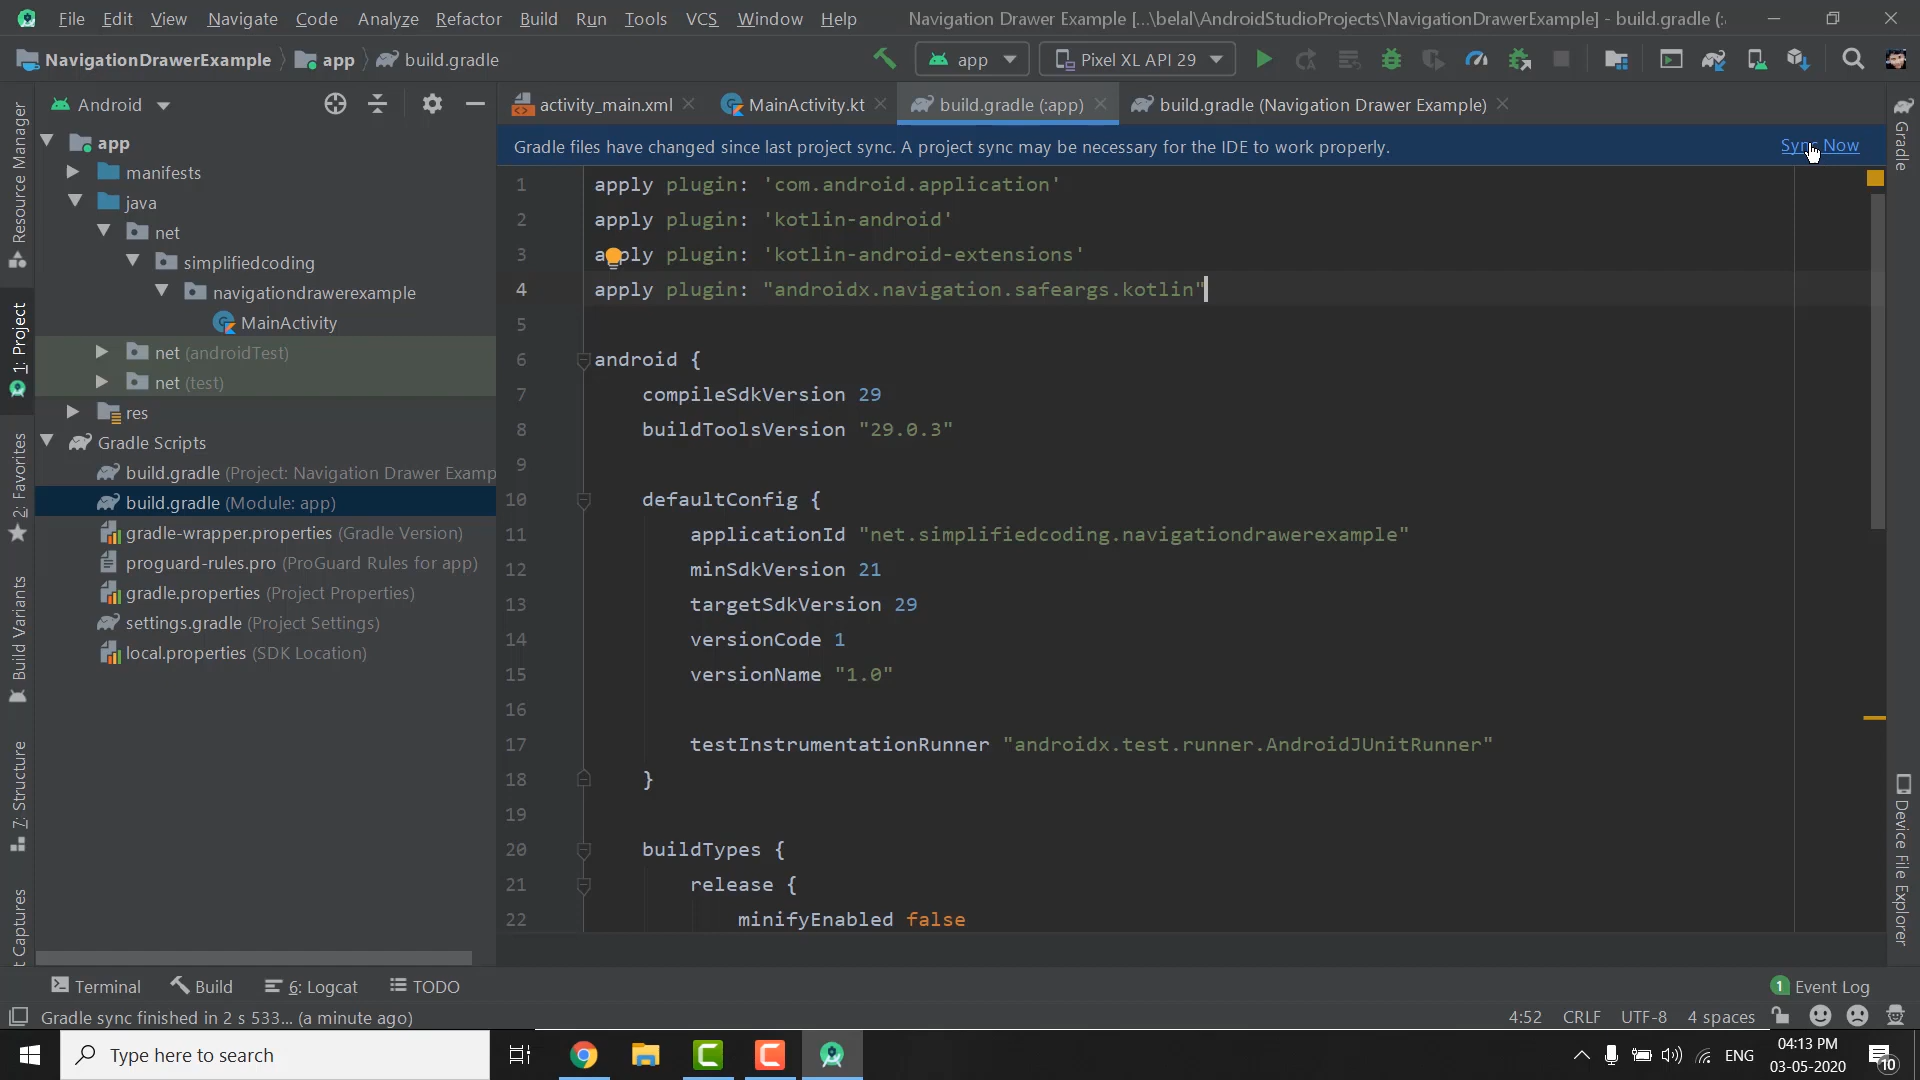 File Edit View Navigate Code Analyze Refactor Build Run Tools VCS Window Help Navigation Drawer Example [...\belal\AndroidStudioProjects\NavigationDrawerExample] - build.gradle (:
NavigationDrawerExample app build.gradle app Pixel XL API 29
Android
activity_main.xml MainActivity.kt build.gradle (:app) build.gradle (Navigation Drawer Example)
Gradle files have changed since last project sync. A project sync may be necessary for the IDE to work properly. Sync Now
Resource Manager
1: Project
2: Favorites
Build Variants
7: Structure
t Captures
app
manifests
java
net
simplifiedcoding
navigationdrawerexample
MainActivity
net (androidTest)
net (test)
res
Gradle Scripts
build.gradle (Project: Navigation Drawer Examp
build.gradle (Module: app)
gradle-wrapper.properties (Gradle Version)
proguard-rules.pro (ProGuard Rules for app)
gradle.properties (Project Properties)
settings.gradle (Project Settings)
local.properties (SDK Location)
1 apply plugin: 'com.android.application'
2 apply plugin: 'kotlin-android'
3 apply plugin: 'kotlin-android-extensions'
4 apply plugin: "androidx.navigation.safeargs.kotlin"
5
6 android {
7 compileSdkVersion 29
8 buildToolsVersion "29.0.3"
9
10 defaultConfig {
11 applicationId "net.simplifiedcoding.navigationdrawerexample"
12 minSdkVersion 21
13 targetSdkVersion 29
14 versionCode 1
15 versionName "1.0"
16
17 testInstrumentationRunner "androidx.test.runner.AndroidJUnitRunner"
18 }
19
20 buildTypes {
21 release {
22 minifyEnabled false
Gradle
Device File Explorer
Terminal Build 6: Logcat TODO 1 Event Log
Gradle sync finished in 2 s 533... (a minute ago) 4:52 CRLF UTF-8 4 spaces
Type here to search ENG 04:13 PM
03-05-2020 10